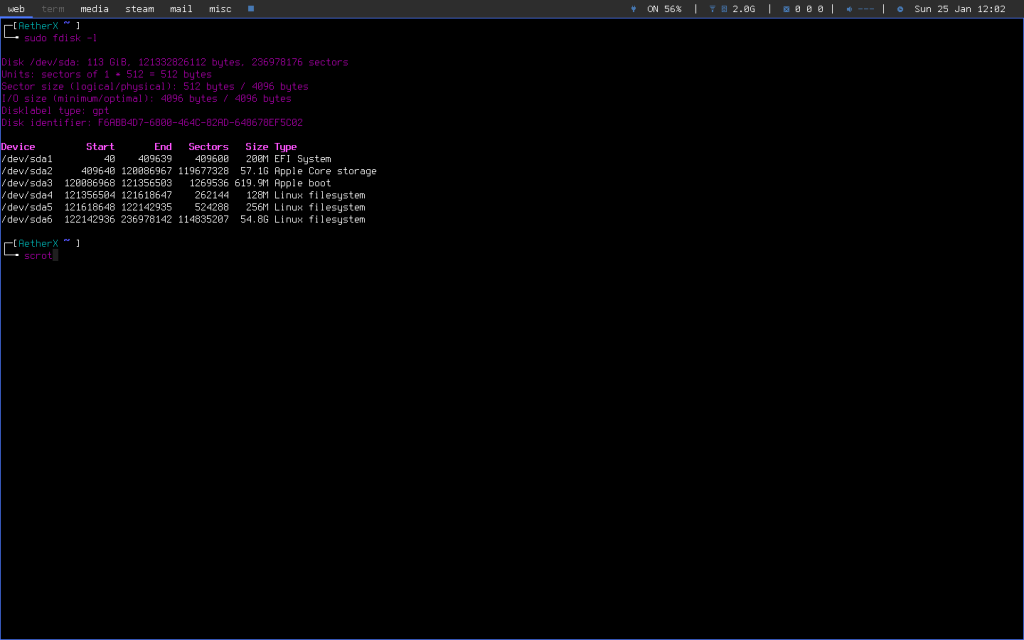 web term media steam mail misc ON 56% | 2.0G | 0 0 0 | --- | Sun 25 Jan 12:02
┌─[AetherX ~ ]
└─╼ sudo fdisk -l
Disk /dev/sda: 113 GiB, 121332826112 bytes, 236978176 sectors
Units: sectors of 1 * 512 = 512 bytes
Sector size (logical/physical): 512 bytes / 4096 bytes
I/O size (minimum/optimal): 4096 bytes / 4096 bytes
Disklabel type: gpt
Disk identifier:
Device Start End Sectors Size Type
/dev/sda1 40 409639 409600 200M EFI System
/dev/sda2 409640 120086967 119677328 57.1G Apple Core storage
/dev/sda3 120086968 121356503 1269536 619.9M Apple boot
/dev/sda4 121356504 121618647 262144 128M Linux filesystem
/dev/sda5 121618648 122142935 524288 256M Linux filesystem
/dev/sda6 122142936 236978142 114835207 54.8G Linux filesystem
┌─[AetherX ~ ]
└─╼ scrot